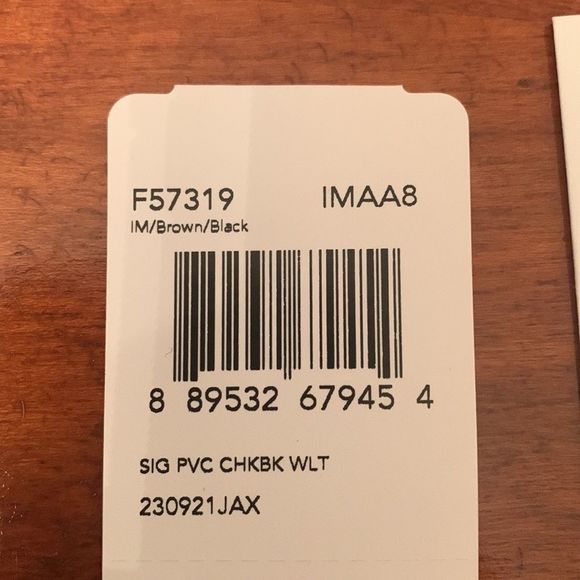 F57319 IMAA8
IM/Brown/Black
8 89532 67945 4
SIG PVC CHKBK WLT
230921JAX